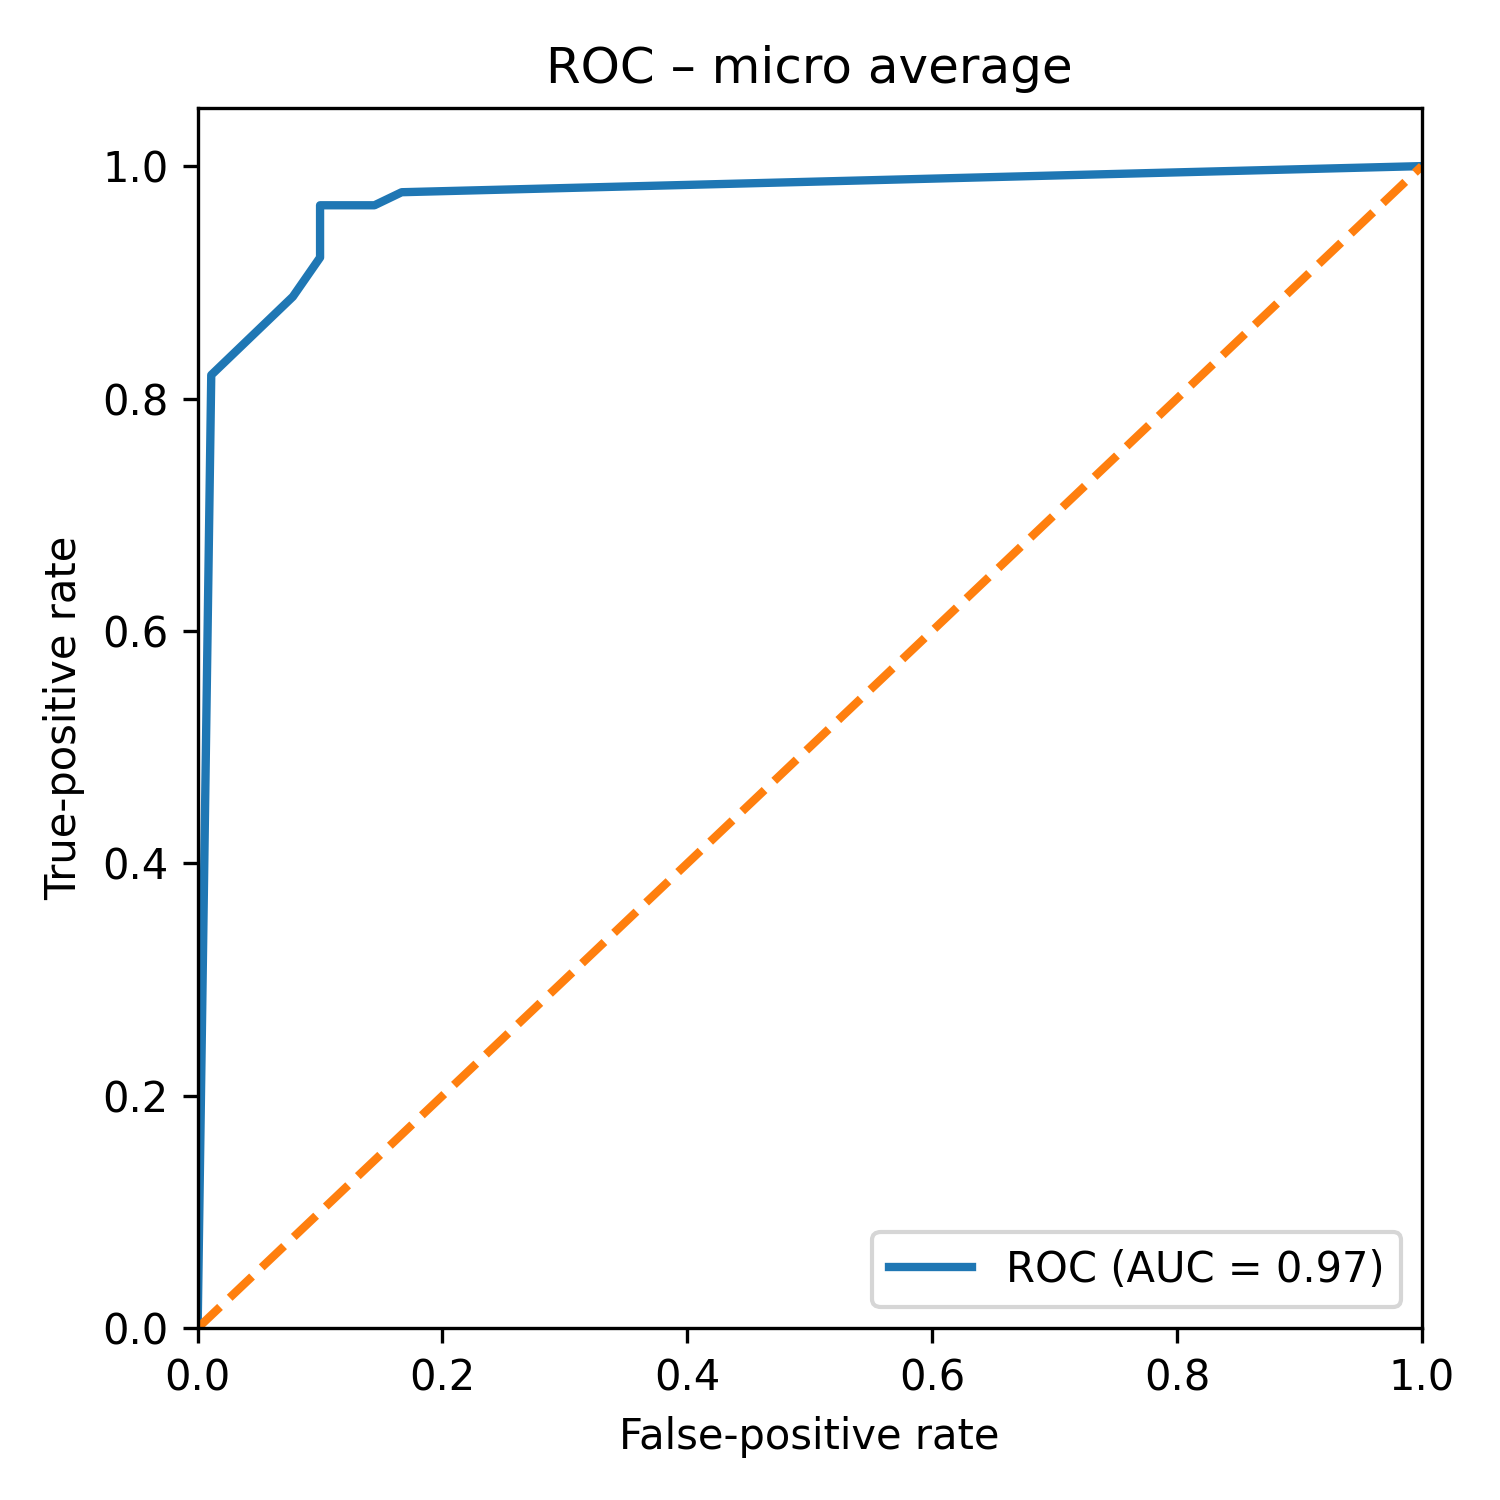 ROC – micro average
1.0
0.8
0.6
0.4
0.2
0.0
True-positive rate
0.0 0.2 0.4 0.6 0.8 1.0
False-positive rate
ROC (AUC = 0.97)